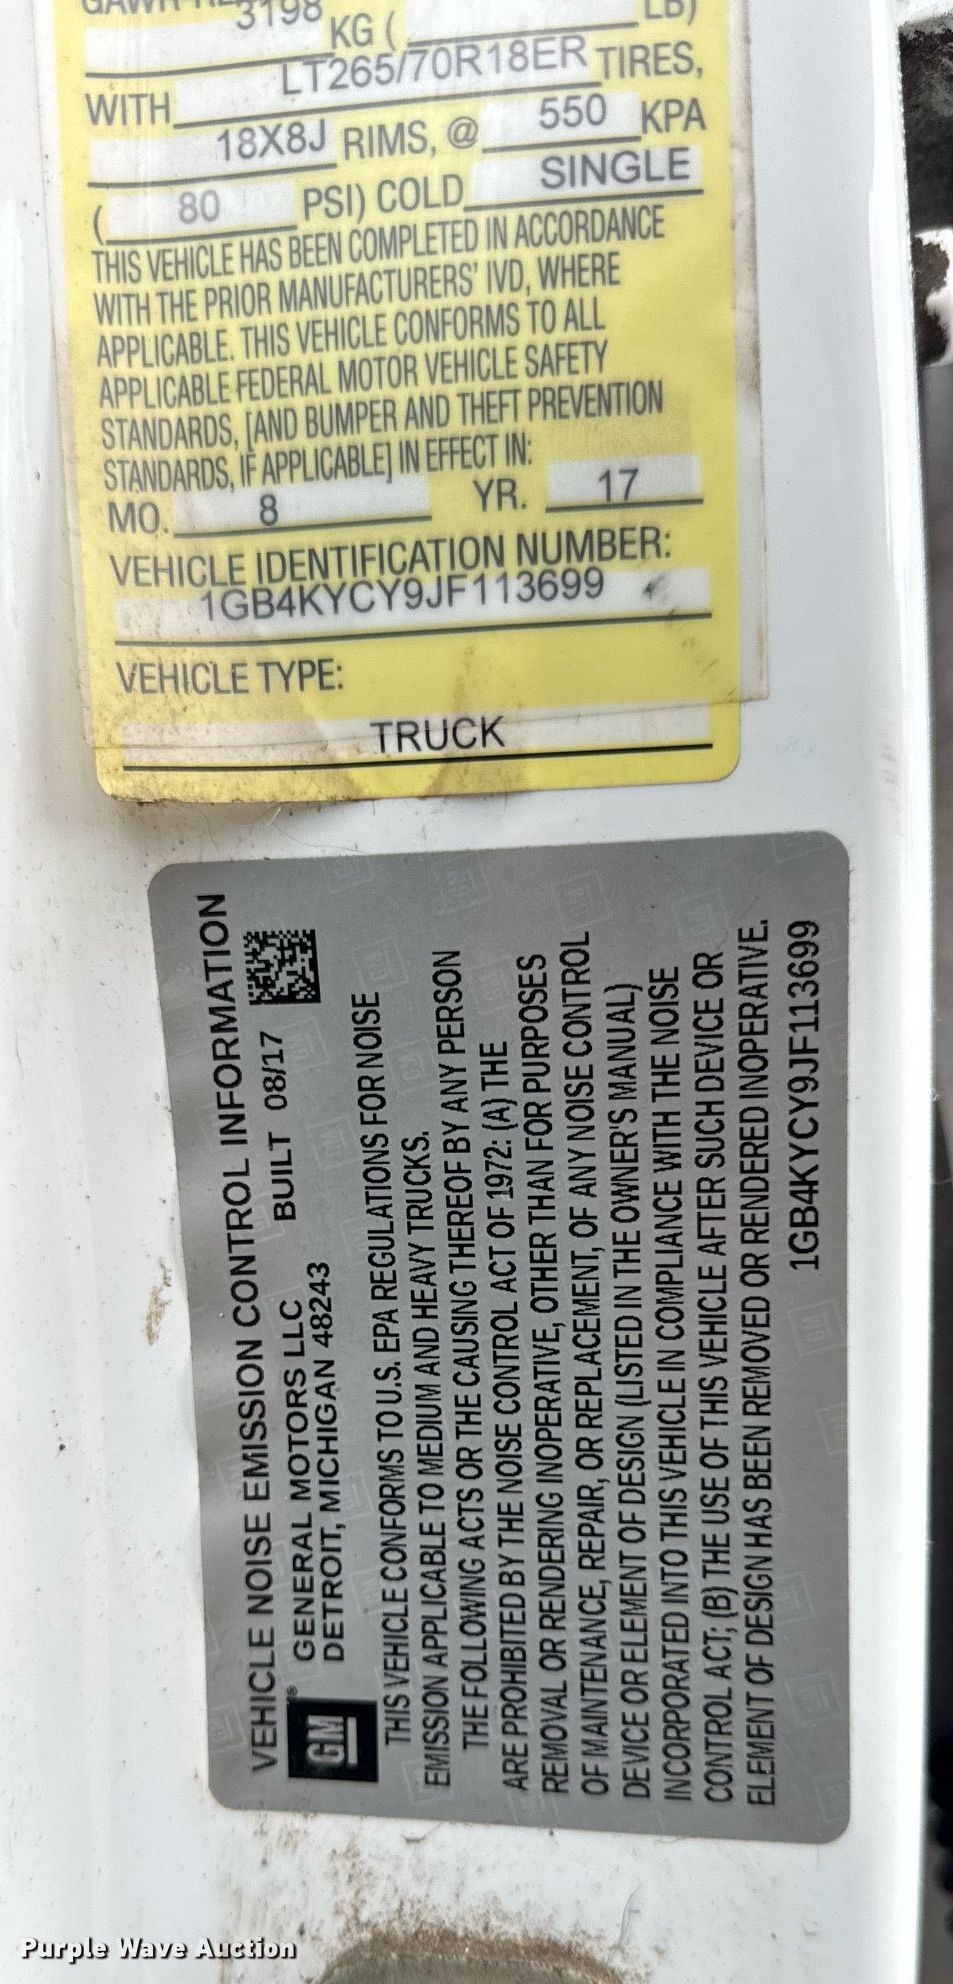 3198 KG ( LB)
WITH LT265/70R18ER TIRES,
18X8J RIMS, @ 550 KPA
( 80 PSI) COLD SINGLE
THIS VEHICLE HAS BEEN COMPLETED IN ACCORDANCE
WITH THE PRIOR MANUFACTURERS' IVD, WHERE
APPLICABLE. THIS VEHICLE CONFORMS TO ALL
APPLICABLE FEDERAL MOTOR VEHICLE SAFETY
STANDARDS, [AND BUMPER AND THEFT PREVENTION
STANDARDS, IF APPLICABLE] IN EFFECT IN:
MO. 8 YR. 17
VEHICLE IDENTIFICATION NUMBER:
1GB4KYCY9JF113699
VEHICLE TYPE:
TRUCK
VEHICLE NOISE EMISSION CONTROL INFORMATION
GM® GENERAL MOTORS LLC BUILT 08/17
DETROIT, MICHIGAN 48243
THIS VEHICLE CONFORMS TO U.S. EPA REGULATIONS FOR NOISE
EMISSION APPLICABLE TO MEDIUM AND HEAVY TRUCKS.
THE FOLLOWING ACTS OR THE CAUSING THEREOF BY ANY PERSON
ARE PROHIBITED BY THE NOISE CONTROL ACT OF 1972: (A) THE
REMOVAL OR RENDERING INOPERATIVE, OTHER THAN FOR PURPOSES
OF MAINTENANCE, REPAIR, OR REPLACEMENT, OF ANY NOISE CONTROL
DEVICE OR ELEMENT OF DESIGN (LISTED IN THE OWNER'S MANUAL)
INCORPORATED INTO THIS VEHICLE IN COMPLIANCE WITH THE NOISE
CONTROL ACT; (B) THE USE OF THIS VEHICLE AFTER SUCH DEVICE OR
ELEMENT OF DESIGN HAS BEEN REMOVED OR RENDERED INOPERATIVE.
1GB4KYCY9JF113699
Purple Wave Auction